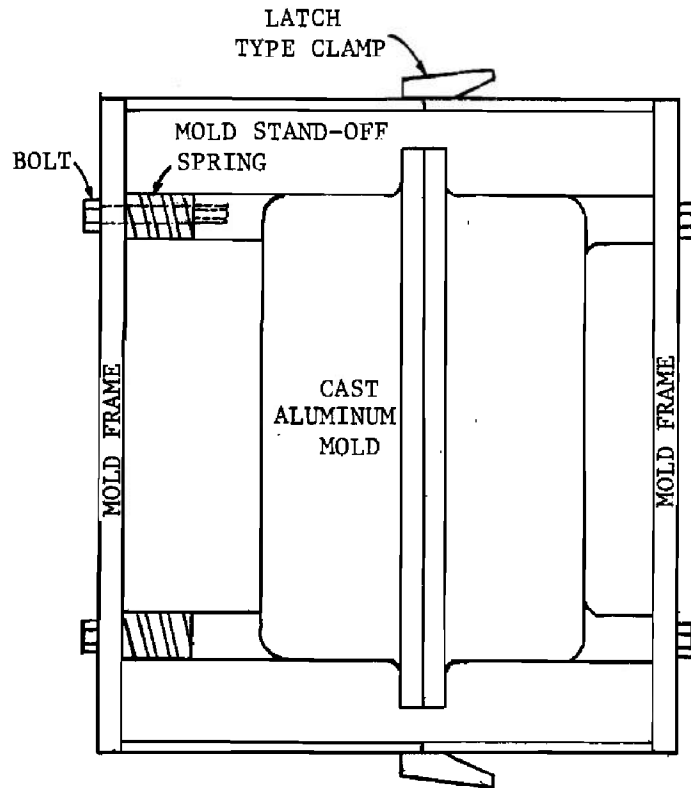 LATCH
TYPE CLAMP
MOLD STAND-OFF
SPRING
BOLT
MOLD FRAME
CAST
ALUMINUM
MOLD
MOLD FRAME